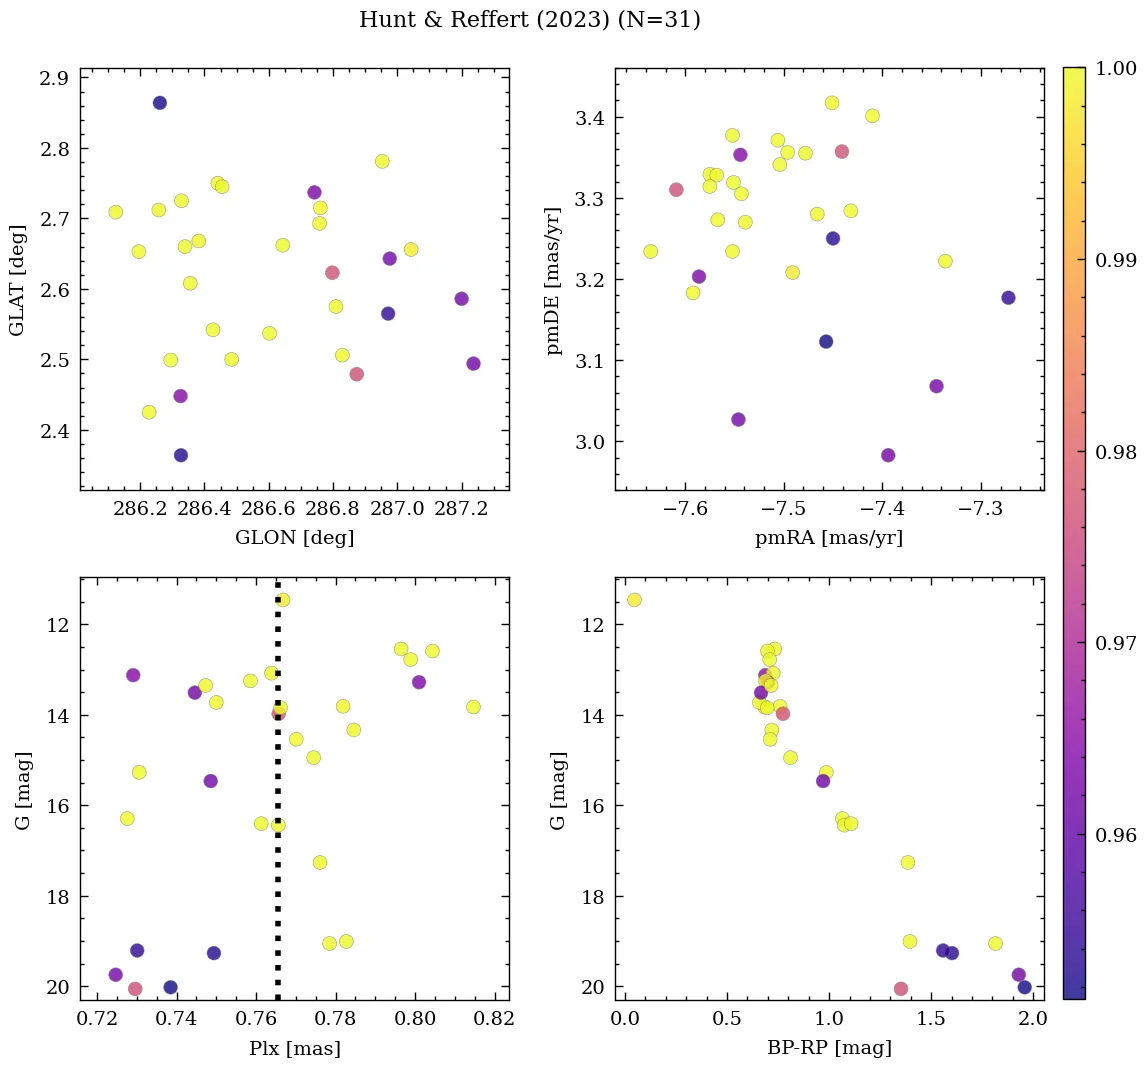 Hunt & Reffert (2023) (N=31)
2.9
2.8
2.7
2.6
2.5
2.4
GLAT [deg]
286.2 286.4 286.6 286.8 287.0 287.2
GLON [deg]
3.4
3.3
3.2
3.1
3.0
pmDE [mas/yr]
−7.6 −7.5 −7.4 −7.3
pmRA [mas/yr]
12
14
16
18
20
G [mag]
0.72 0.74 0.76 0.78 0.80 0.82
Plx [mas]
12
14
16
18
20
G [mag]
0.0 0.5 1.0 1.5 2.0
BP-RP [mag]
1.00
0.99
0.98
0.97
0.96